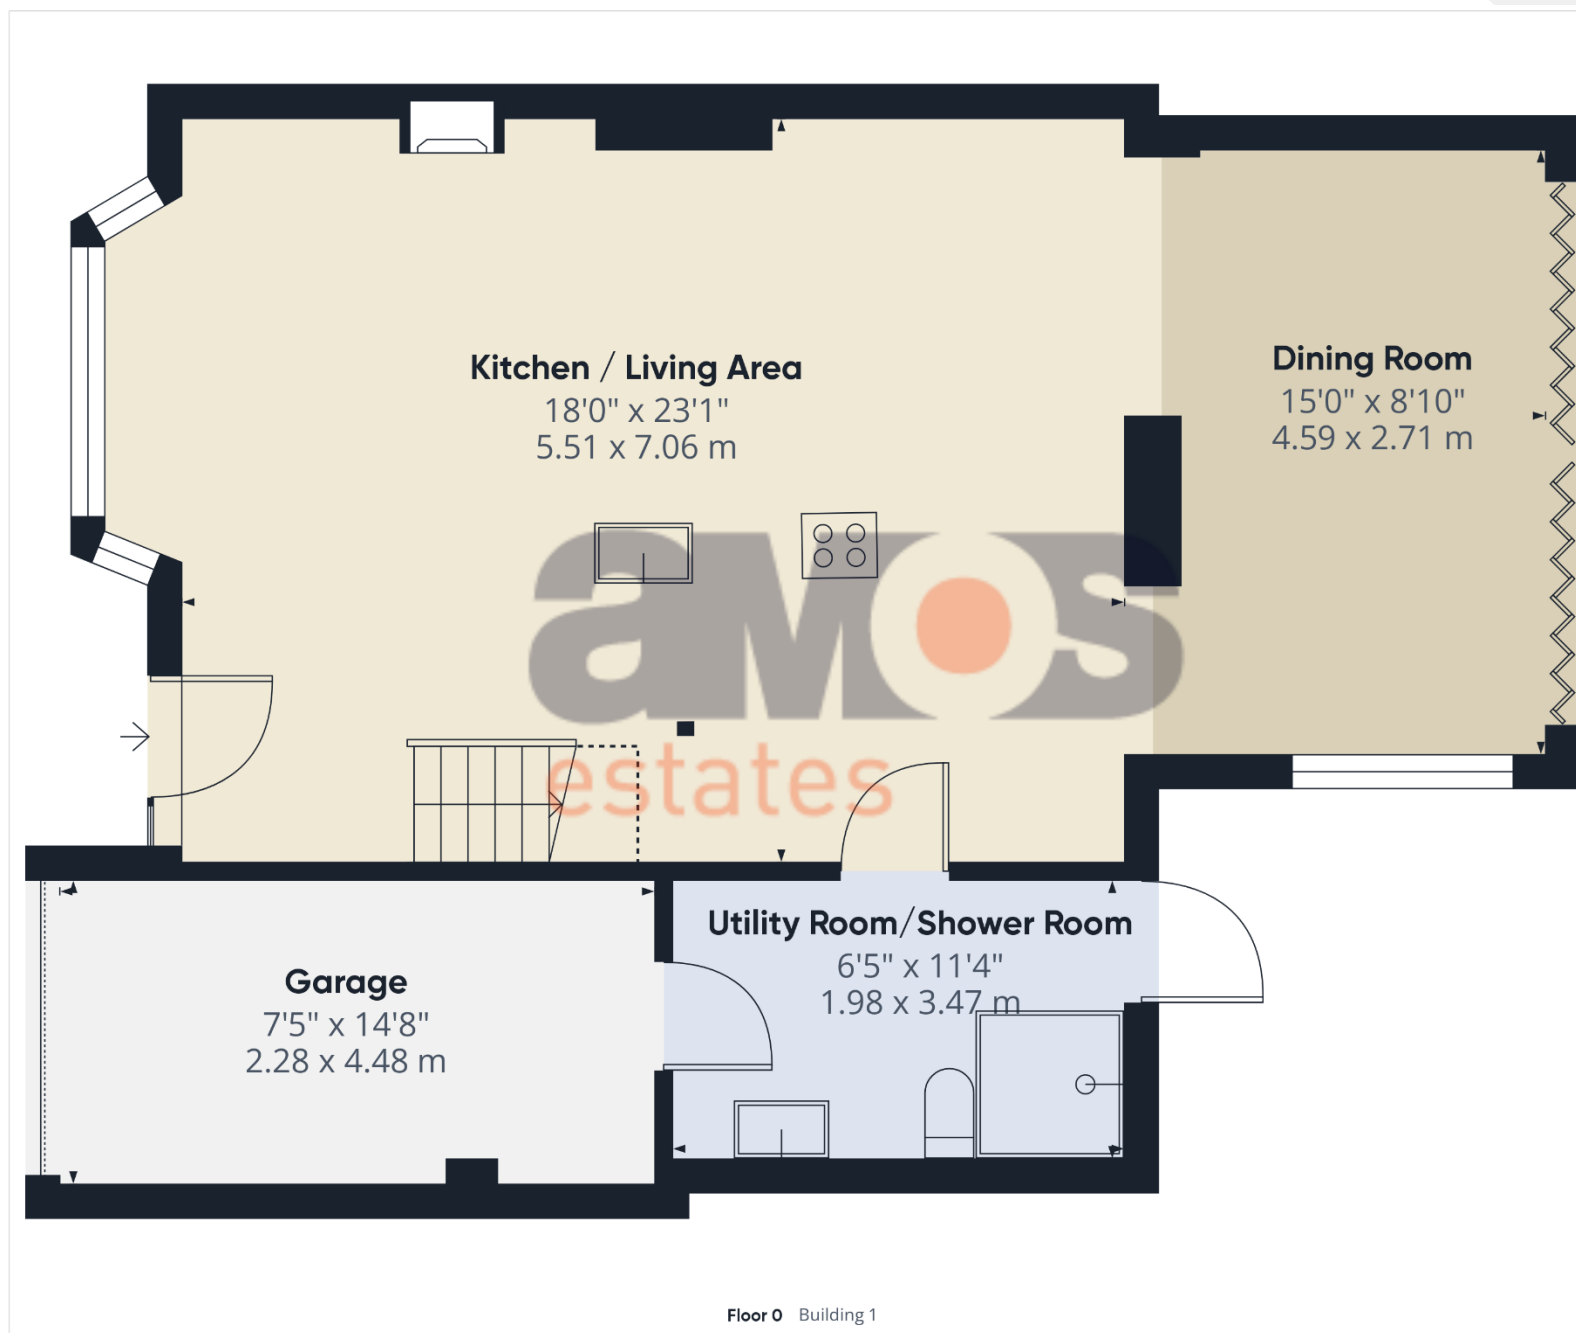 Kitchen / Living Area
18'0" x 23'1"
5.51 x 7.06 m
Dining Room
15'0" x 8'10"
4.59 x 2.71 m
amos
estates
Utility Room/Shower Room
6'5" x 11'4"
1.98 x 3.47 m
Garage
7'5" x 14'8"
2.28 x 4.48 m
Floor 0 Building 1